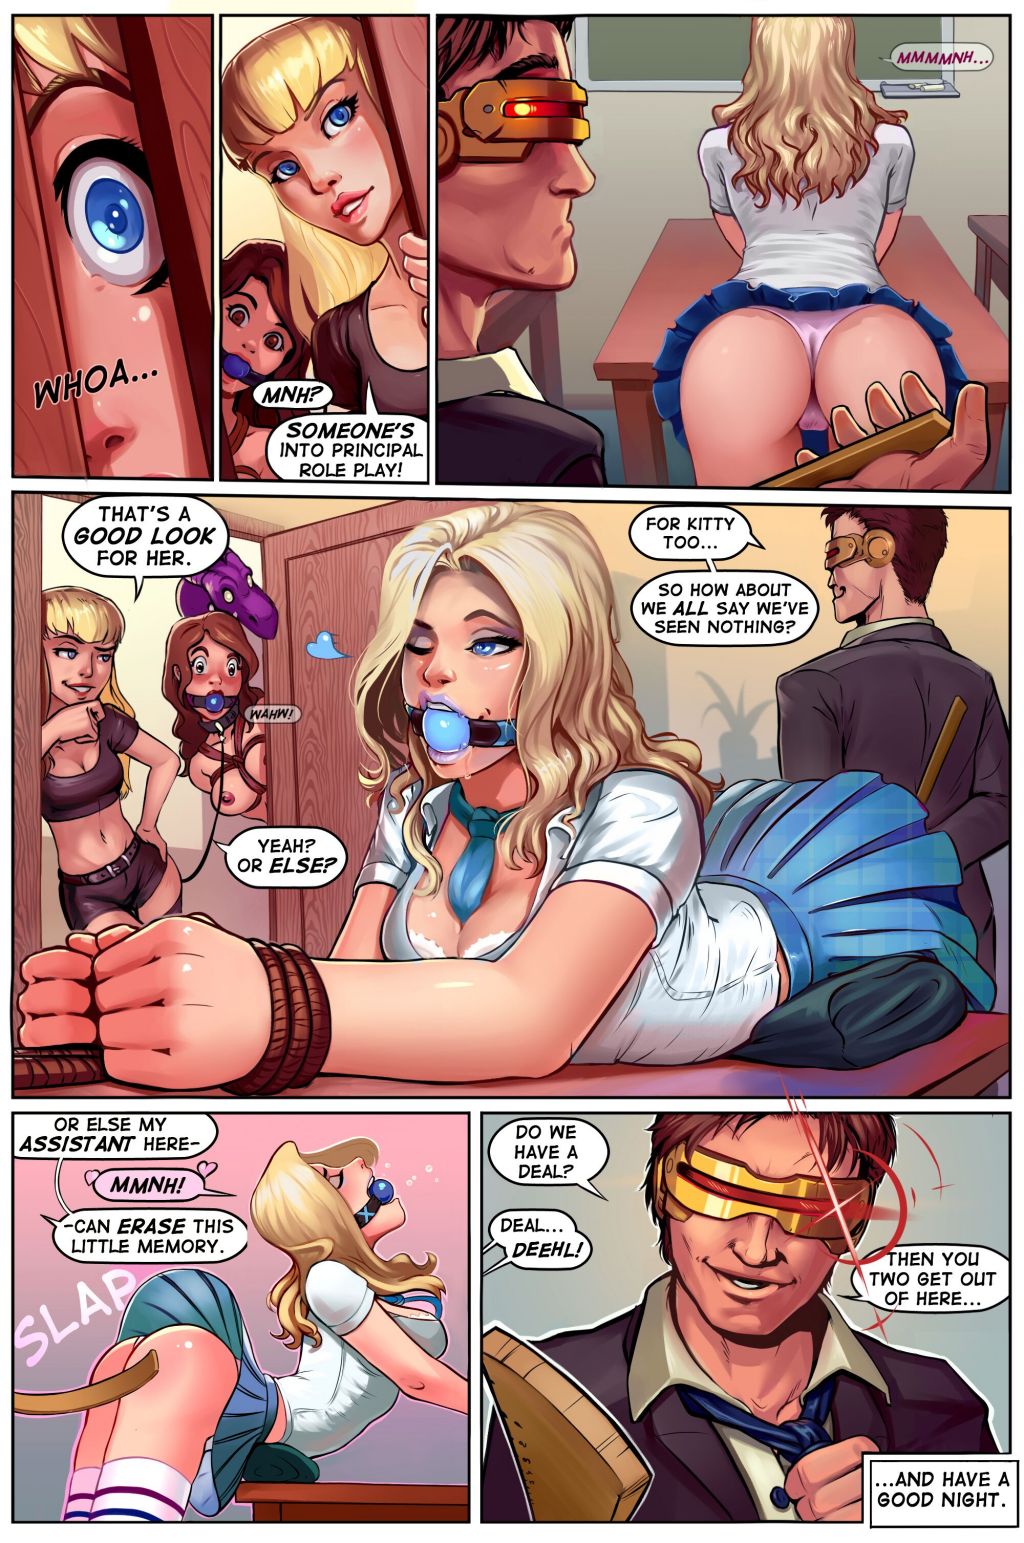 WHOA...
MNH?
SOMEONE'S
INTO PRINCIPAL
ROLE PLAY!
MMMMNH...
THAT'S A
GOOD LOOK
FOR HER.
WAHW!
FOR KITTY
TOO...
SO HOW ABOUT
WE ALL SAY WE'VE
SEEN NOTHING?
YEAH?
OR ELSE?
OR ELSE MY
ASSISTANT HERE-
MMNH!
-CAN ERASE THIS
LITTLE MEMORY.
SLAP
DO WE
HAVE A
DEAL?
DEAL...
DEEHL!
THEN YOU
TWO GET OUT
OF HERE...
...AND HAVE A
GOOD NIGHT.